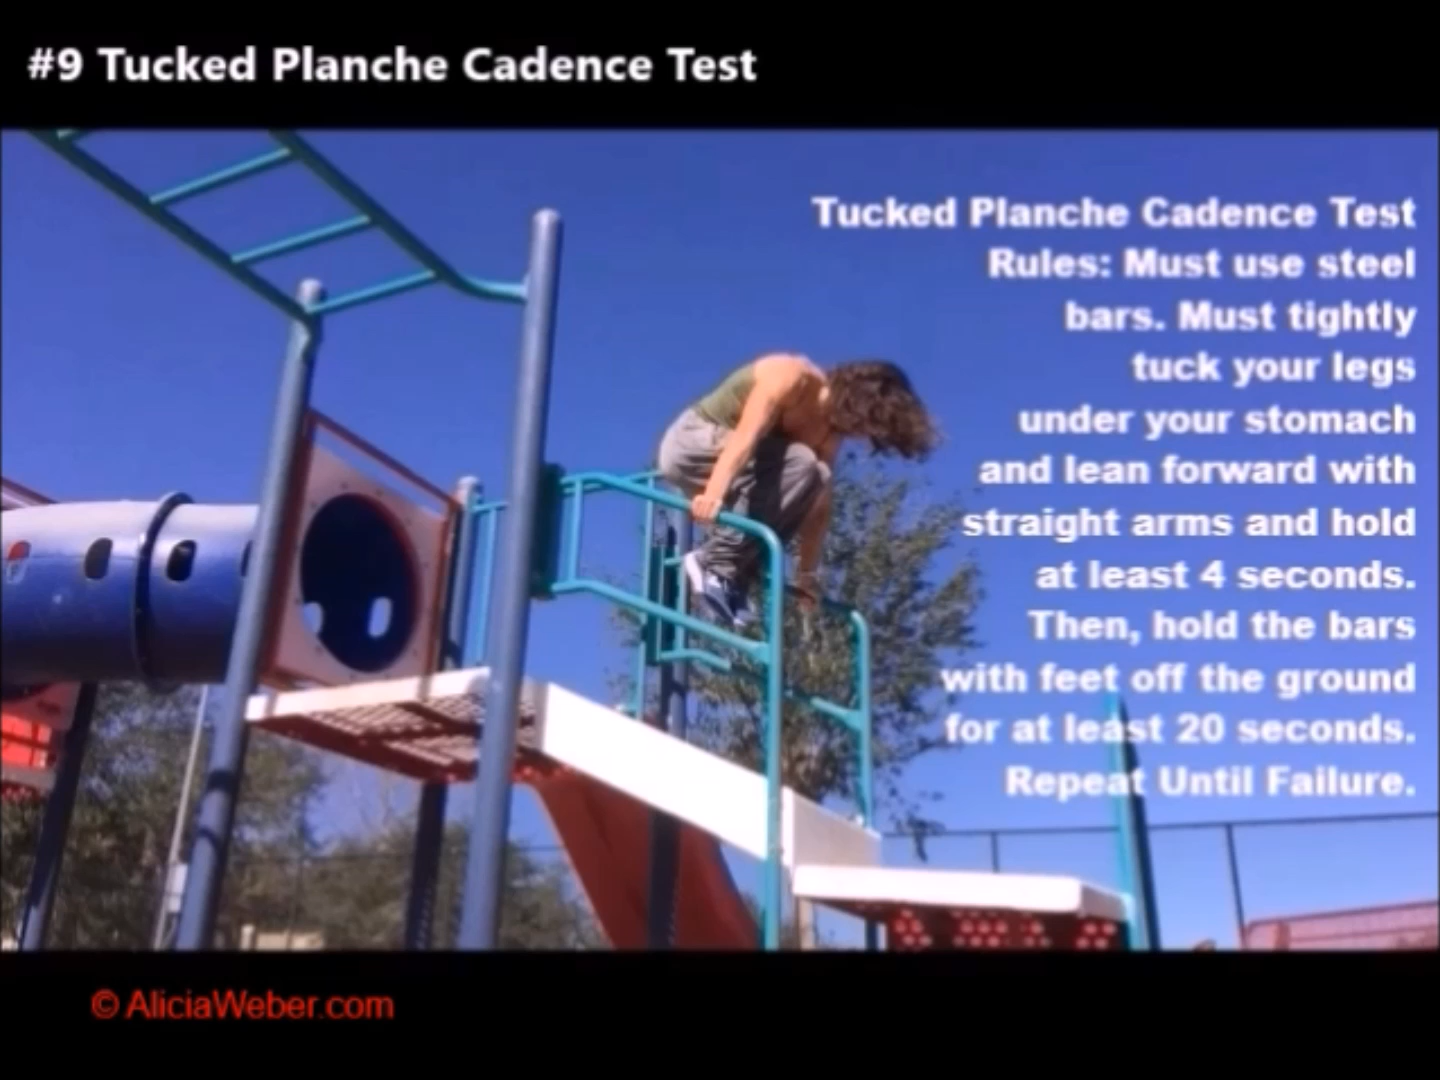 #9 Tucked Planche Cadence Test
Tucked Planche Cadence Test
Rules: Must use steel
bars. Must tightly
tuck your legs
under your stomach
and lean forward with
straight arms and hold
at least 4 seconds.
Then, hold the bars
with feet off the ground
for at least 20 seconds.
Repeat Until Failure.
© AliciaWeber.com